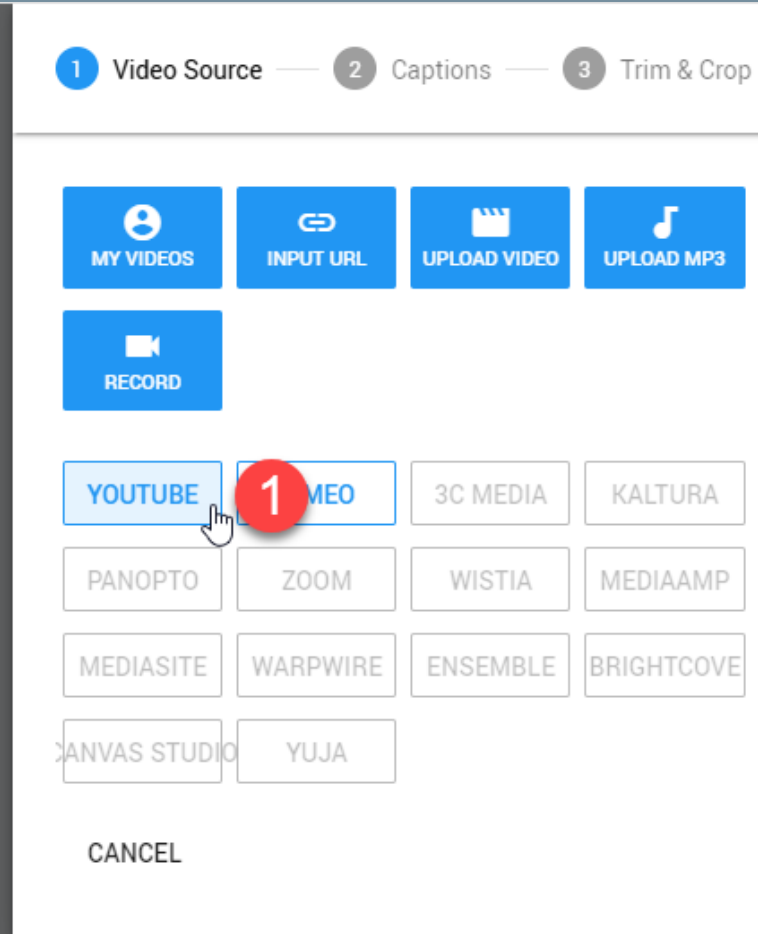 1 Video Source 2 Captions 3 Trim & Crop
MY VIDEOS INPUT URL UPLOAD VIDEO UPLOAD MP3
RECORD
YOUTUBE 1 MEO 3C MEDIA KALTURA
PANOPTO ZOOM WISTIA MEDIAAMP
MEDIASITE WARPWIRE ENSEMBLE BRIGHTCOVE
CANVAS STUDIO YUJA
CANCEL